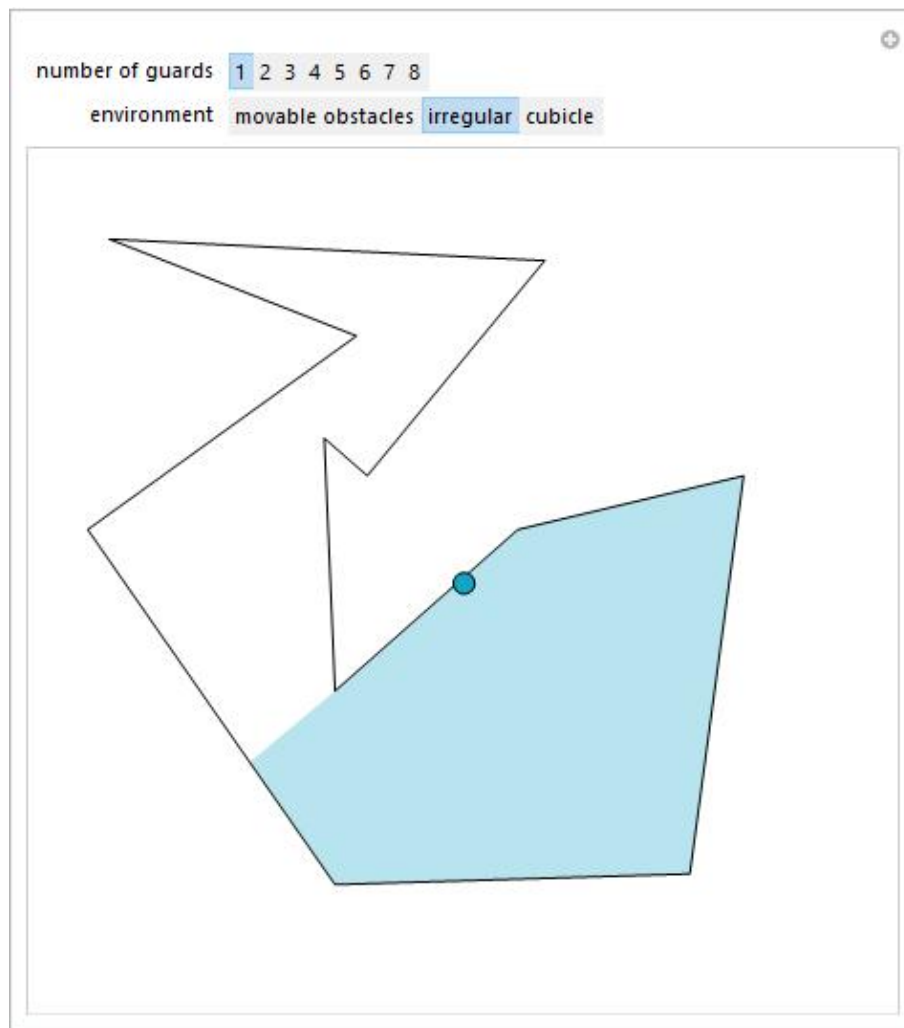 number of guards 1 2 3 4 5 6 7 8
environment movable obstacles irregular cubicle